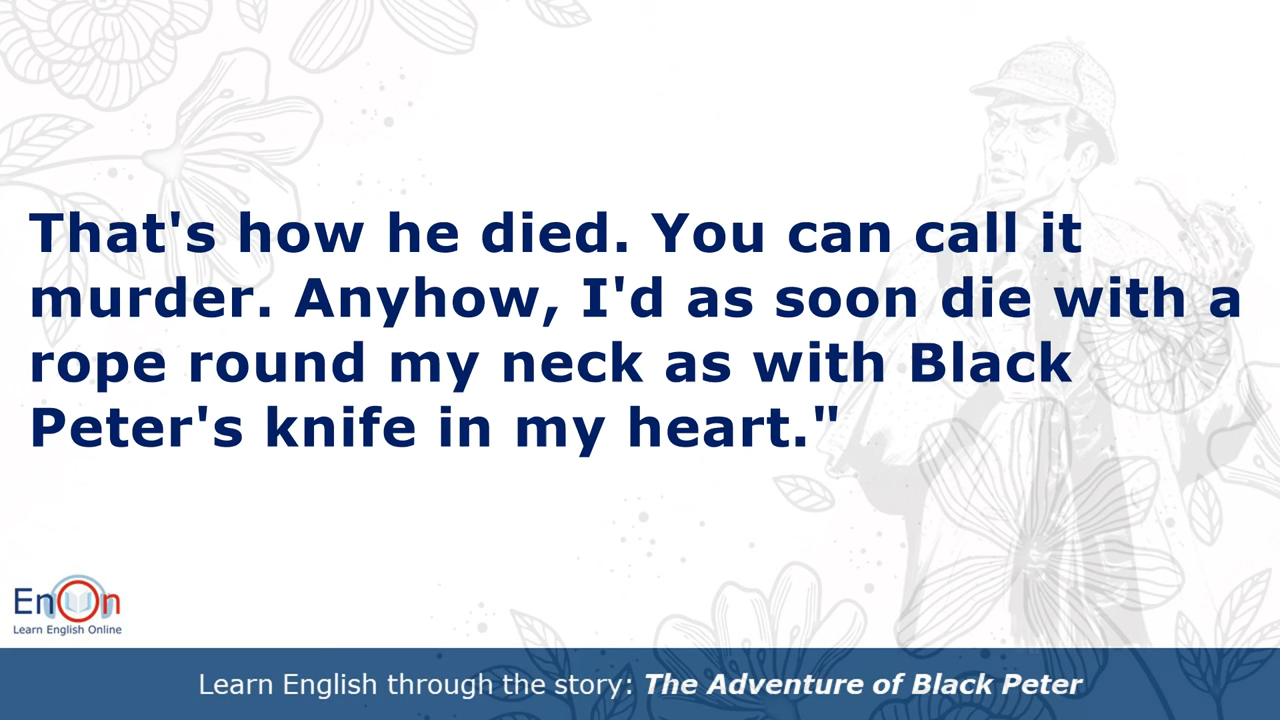 That's how he died. You can call it
murder. Anyhow, I'd as soon die with a
rope round my neck as with Black
Peter's knife in my heart."
EnOn
Learn English Online
Learn English through the story: The Adventure of Black Peter